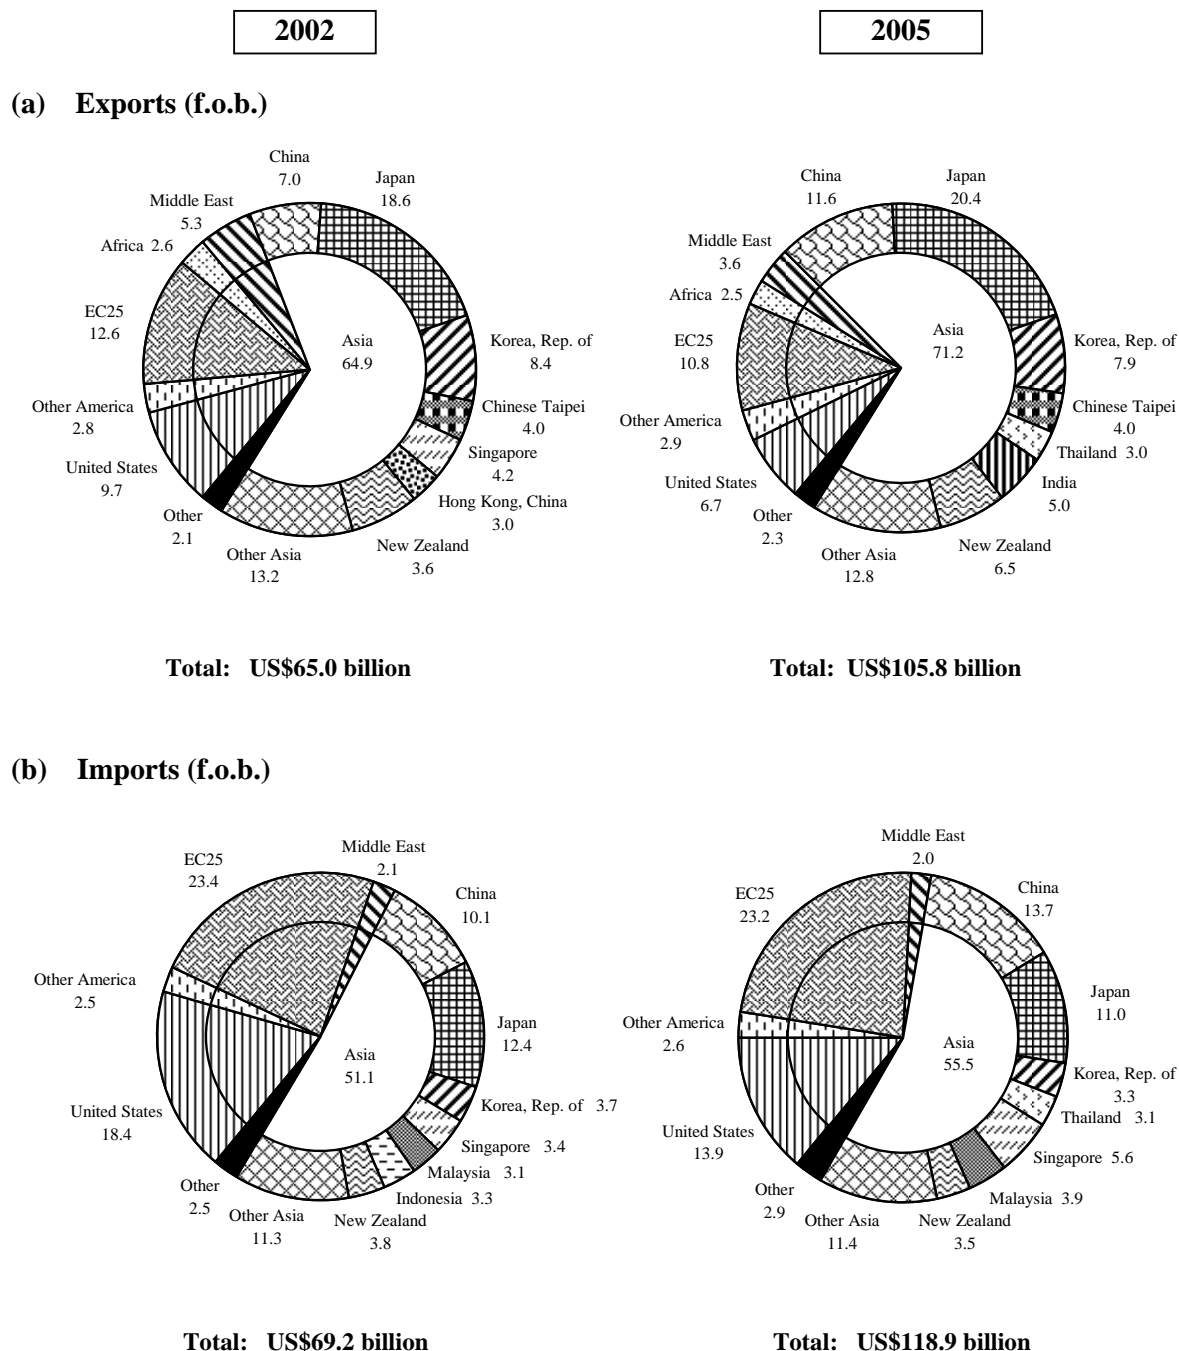 2002
2005
(a) Exports (f.o.b.)
China
7.0
Japan
18.6
Middle East
5.3
Africa 2.6
EC25
12.6
Asia
64.9
Korea, Rep. of
8.4
Other America
2.8
Chinese Taipei
4.0
United States
9.7
Singapore
4.2
Hong Kong, China
3.0
Other
2.1
Other Asia
13.2
New Zealand
3.6
Total: US$65.0 billion
China
11.6
Japan
20.4
Middle East
3.6
Africa 2.5
EC25
10.8
Asia
71.2
Korea, Rep. of
7.9
Other America
2.9
Chinese Taipei
4.0
Thailand 3.0
United States
6.7
India
5.0
Other
2.3
Other Asia
12.8
New Zealand
6.5
Total: US$105.8 billion
(b) Imports (f.o.b.)
Middle East
2.1
EC25
23.4
China
10.1
Other America
2.5
Japan
12.4
Asia
51.1
United States
18.4
Korea, Rep. of 3.7
Singapore 3.4
Malaysia 3.1
Indonesia 3.3
Other
2.5
Other Asia
11.3
New Zealand
3.8
Total: US$69.2 billion
Middle East
2.0
EC25
23.2
China
13.7
Japan
11.0
Other America
2.6
Asia
55.5
Korea, Rep. of
3.3
Thailand 3.1
United States
13.9
Singapore 5.6
Malaysia 3.9
Other
2.9
Other Asia
11.4
New Zealand
3.5
Total: US$118.9 billion